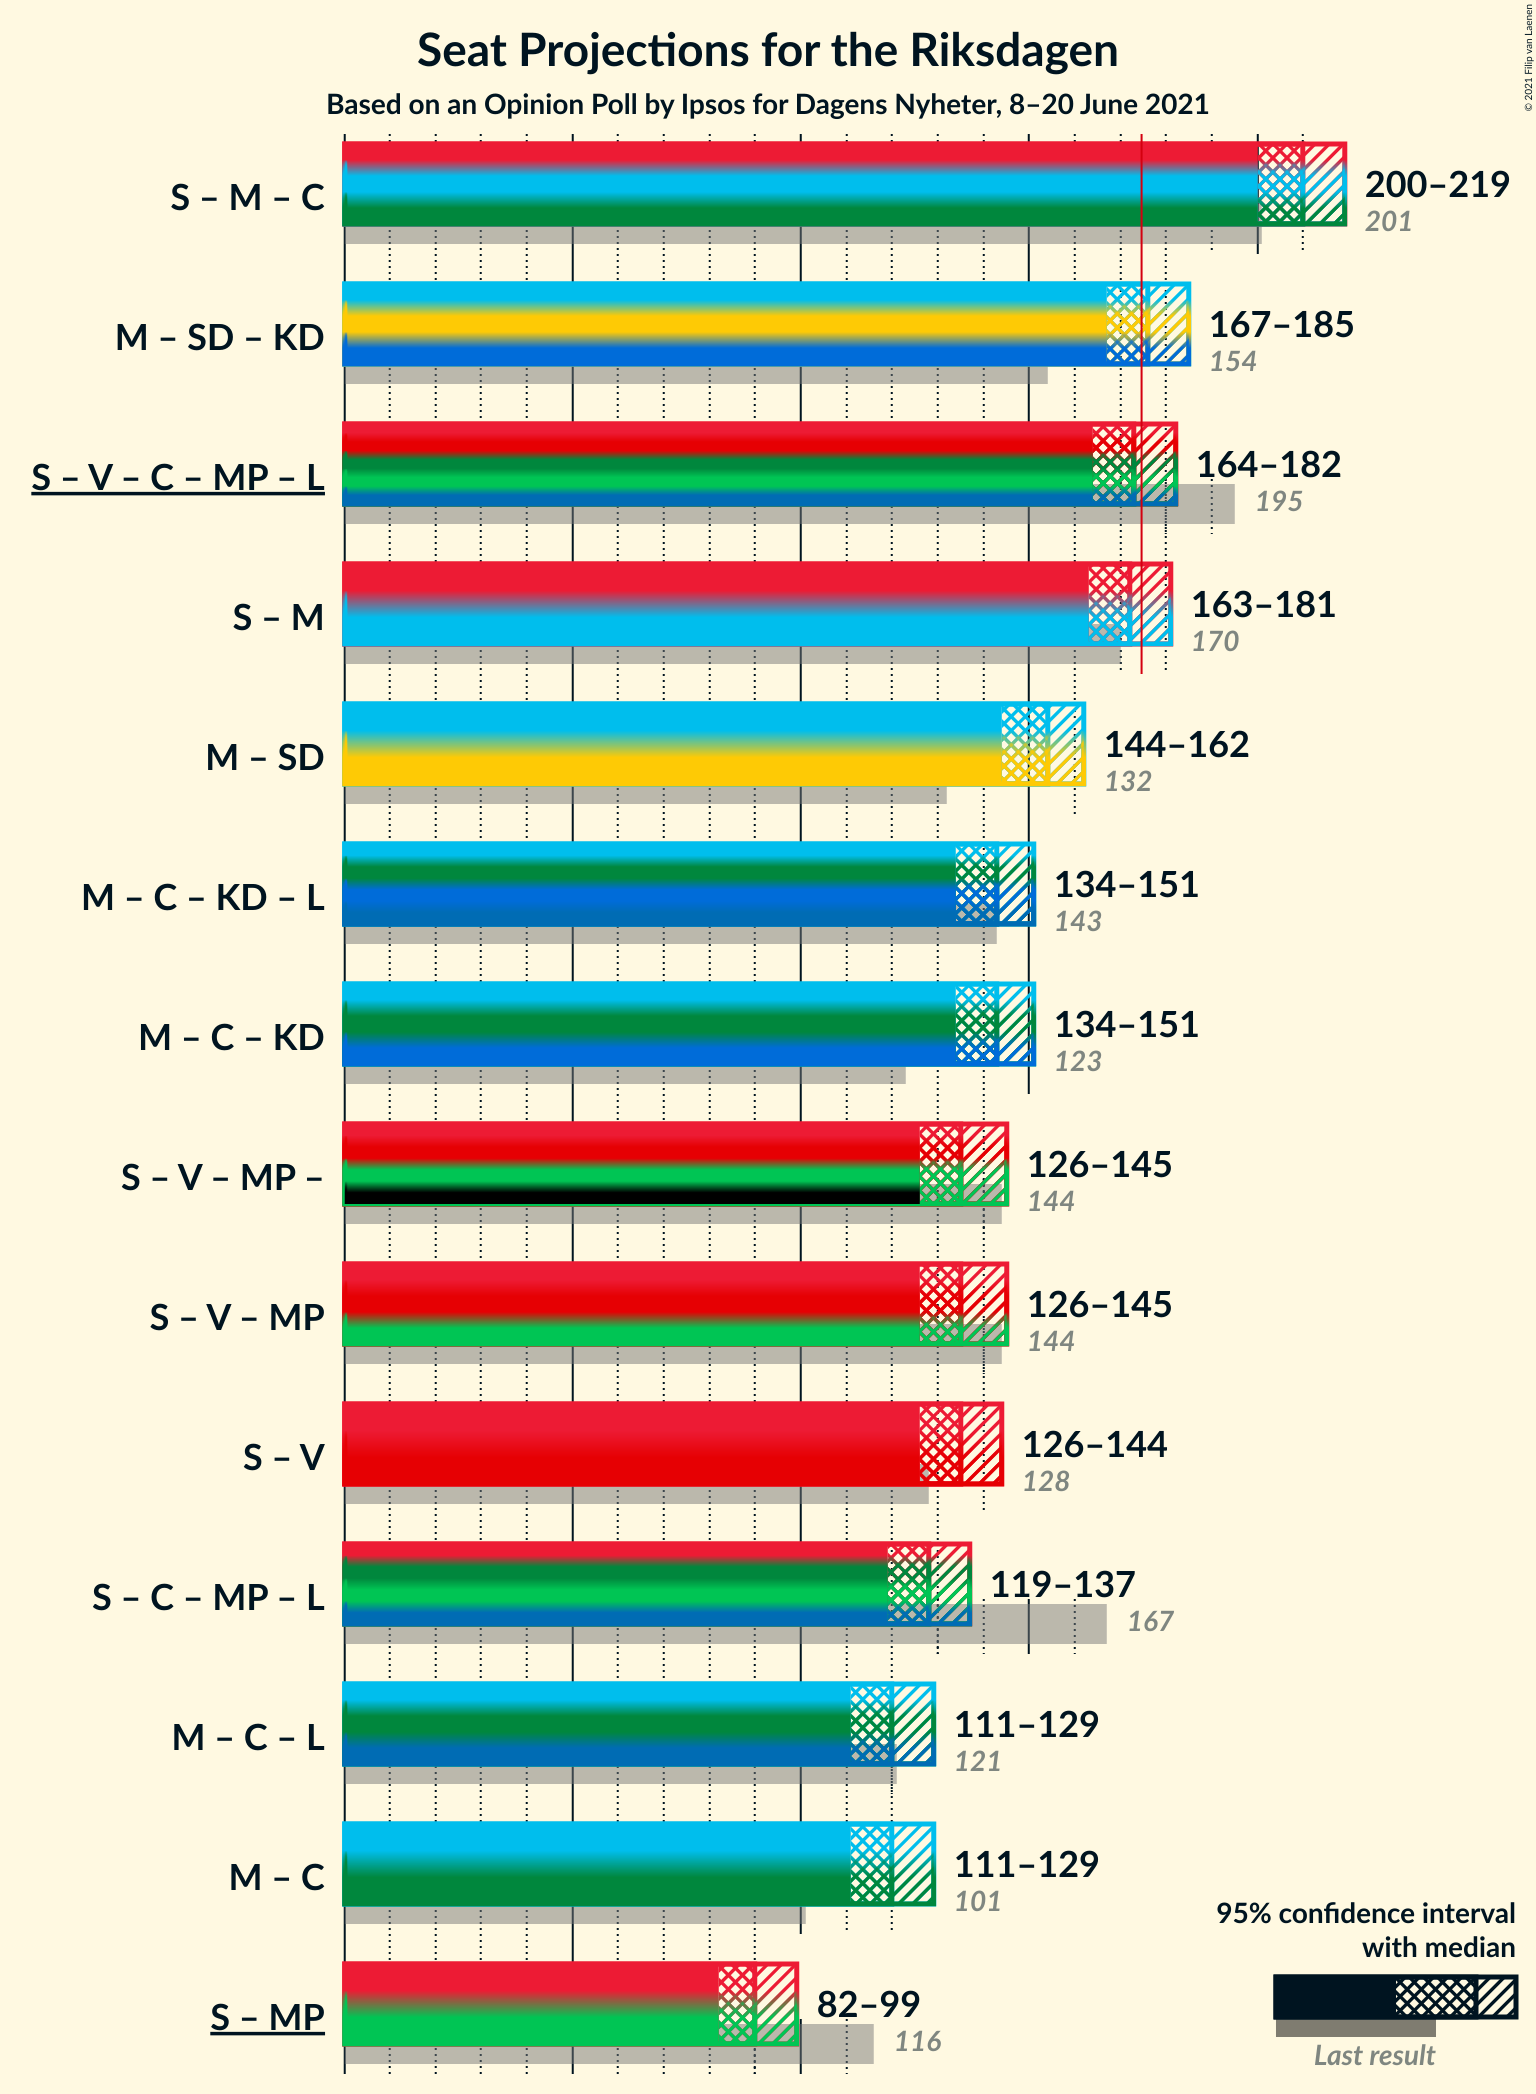 Seat Projections for the Riksdagen
Based on an Opinion Poll by Ipsos for Dagens Nyheter, 8–20 June 2021
© 2021 Filip van Laenen
S – M – C
200–219
201
M – SD – KD
167–185
154
S – V – C – MP – L
164–182
195
S – M
163–181
170
M – SD
144–162
132
M – C – KD – L
134–151
143
M – C – KD
134–151
123
S – V – MP –
126–145
144
S – V – MP
126–145
144
S – V
126–144
128
S – C – MP – L
119–137
167
M – C – L
111–129
121
M – C
111–129
101
S – MP
82–99
116
95% confidence interval
with median
Last result